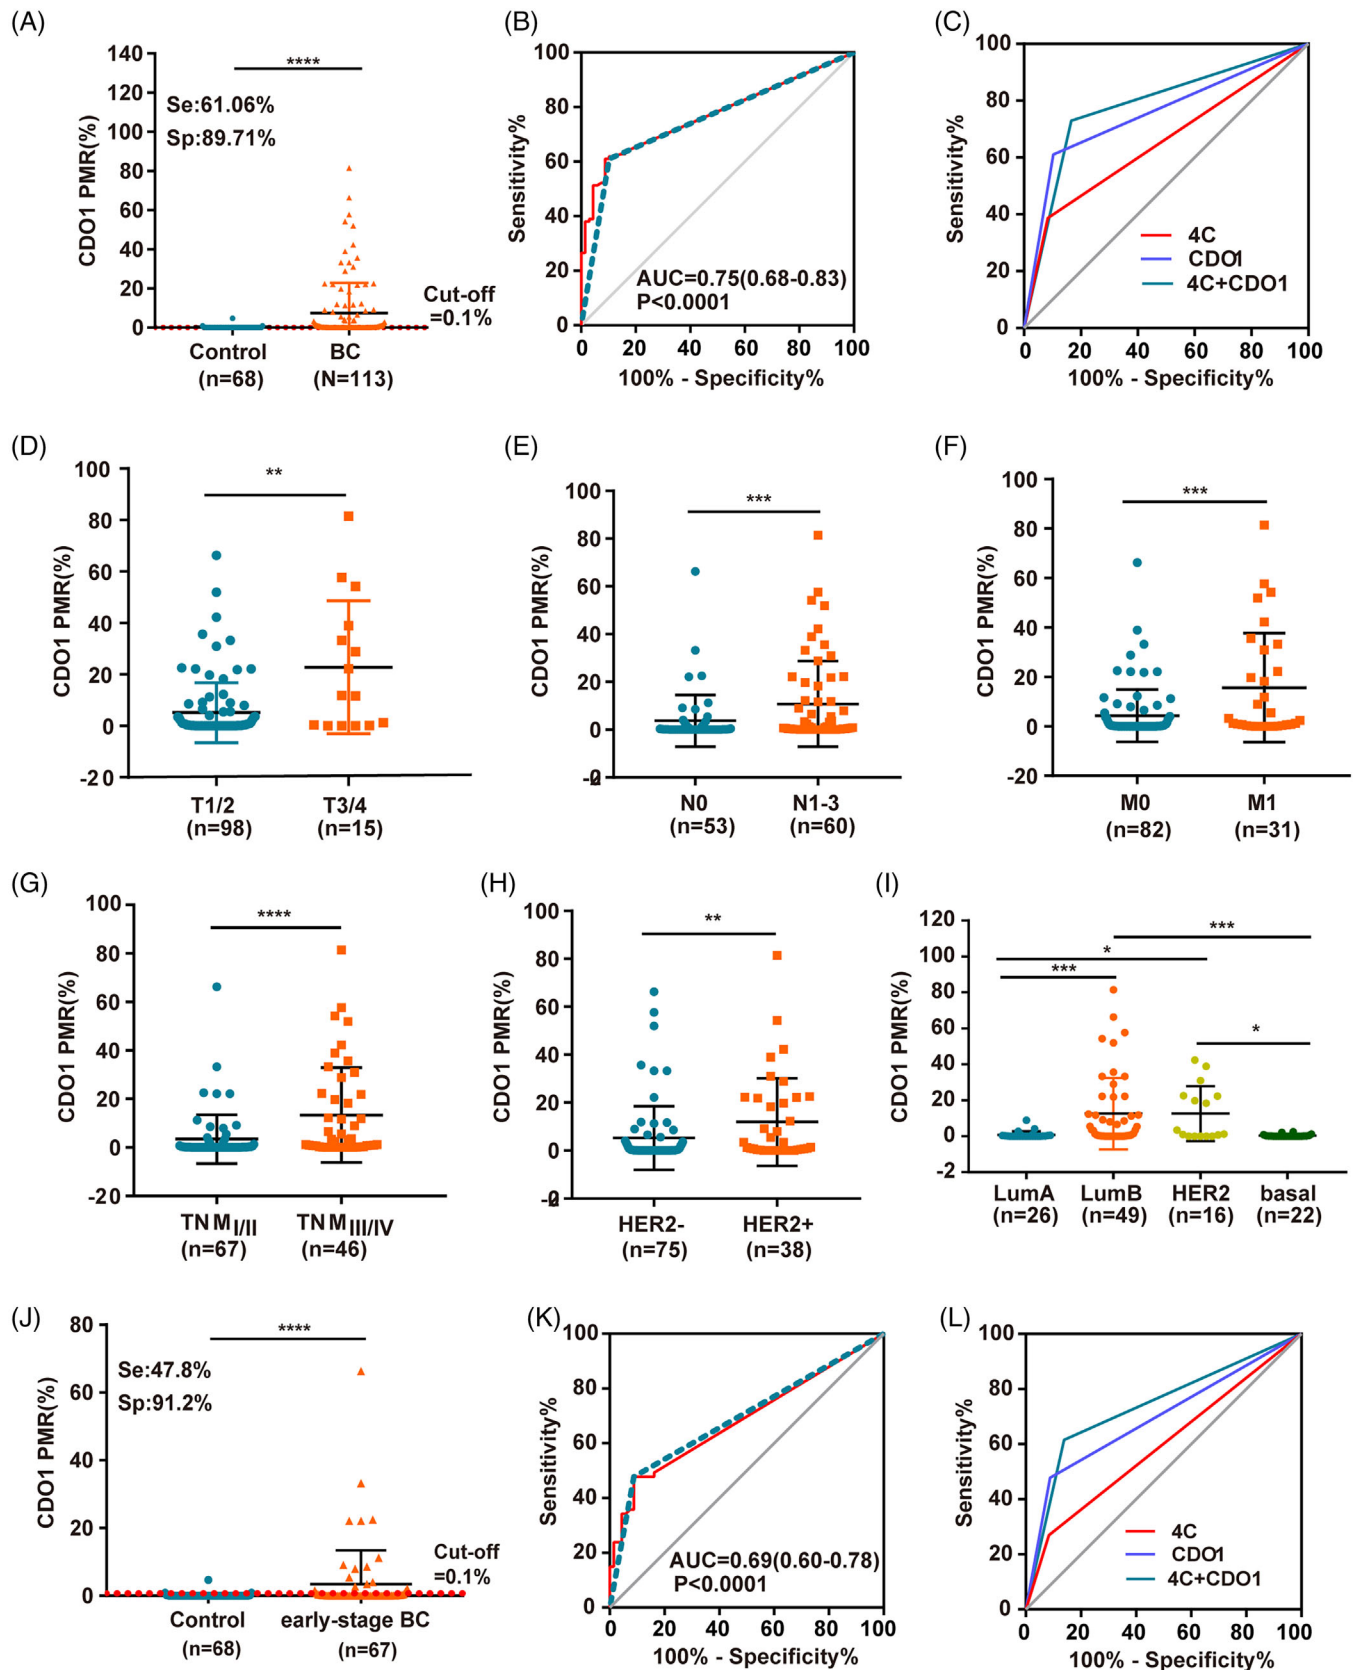 (A)
CDO1 PMR(%)
140
120
100
80
60
40
20
0
****
Se:61.06%
Sp:89.71%
Cut-off
=0.1%
Control
BC
(n=68)
(N=113)
(B)
Sensitivity%
100
80
60
40
20
0
AUC=0.75(0.68-0.83)
P<0.0001
0 20 40 60 80 100
100% - Specificity%
(C)
Sensitivity%
100
80
60
40
20
0
4C
CDO1
4C+CDO1
0 20 40 60 80 100
100% - Specificity%
(D)
CDO1 PMR(%)
100
80
60
40
20
0
-20
**
T1/2
T3/4
(n=98)
(n=15)
(E)
CDO1 PMR(%)
100
80
60
40
20
0
***
N0
N1-3
(n=53)
(n=60)
(F)
CDO1 PMR(%)
100
80
60
40
20
0
-20
***
M0
M1
(n=82)
(n=31)
(G)
CDO1 PMR(%)
100
80
60
40
20
0
-20
****
TNM I/II
TNM III/IV
(n=67)
(n=46)
(H)
CDO1 PMR(%)
100
80
60
40
20
0
**
HER2-
HER2+
(n=75)
(n=38)
(I)
CDO1 PMR(%)
120
100
80
60
40
20
0
-2
***
*
***
*
LumA LumB HER2 basal
(n=26) (n=49) (n=16) (n=22)
(J)
CDO1 PMR(%)
80
60
40
20
0
****
Se:47.8%
Sp:91.2%
Cut-off
=0.1%
Control
early-stage BC
(n=68)
(n=67)
(K)
Sensitivity%
100
80
60
40
20
0
AUC=0.69(0.60-0.78)
P<0.0001
0 20 40 60 80 100
100% - Specificity%
(L)
Sensitivity%
100
80
60
40
20
0
4C
CDO1
4C+CDO1
0 20 40 60 80 100
100% - Specificity%